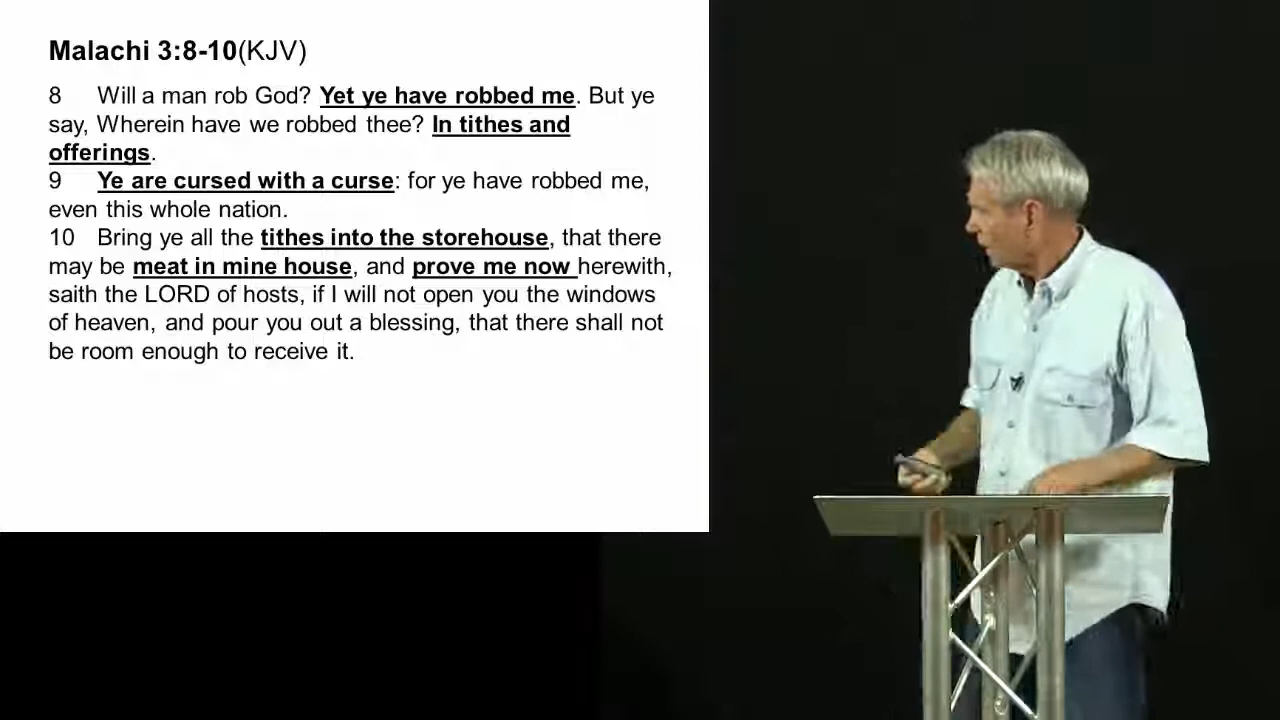 Malachi 3:8-10(KJV)
8 Will a man rob God? Yet ye have robbed me. But ye
say, Wherein have we robbed thee? In tithes and
offerings.
9 Ye are cursed with a curse: for ye have robbed me,
even this whole nation.
10 Bring ye all the tithes into the storehouse, that there
may be meat in mine house, and prove me now herewith,
saith the LORD of hosts, if I will not open you the windows
of heaven, and pour you out a blessing, that there shall not
be room enough to receive it.